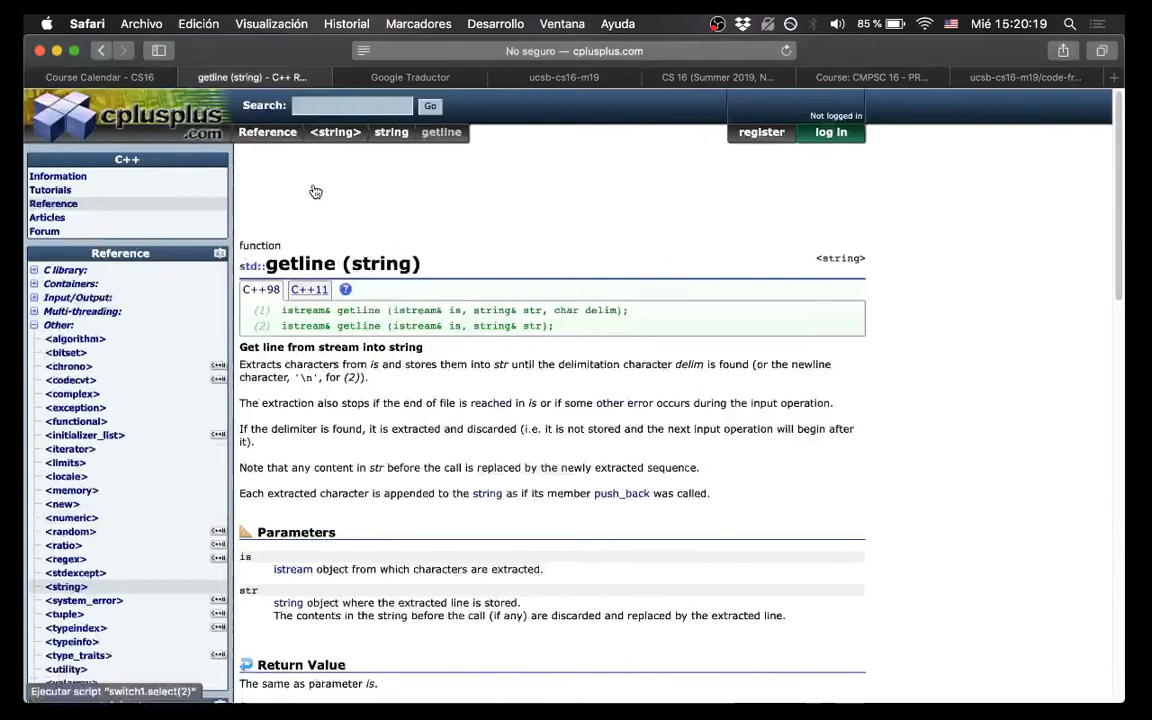 Safari Archivo Edición Visualización Historial Marcadores Desarrollo Ventana Ayuda 85 % Mié 15:20:19
No seguro — cplusplus.com
Course Calendar - CS16 getline (string) - C++ R... Google Traductor ucsb-cs16-m19 CS 16 (Summer 2019, N... Course: CMPSC 16 - PR... ucsb-cs16-m19/code-fr...
cplusplus
.com
Search: Go
Not logged in
Reference <string> string getline register log in
C++
Information
Tutorials
Reference
Articles
Forum
Reference
C library:
Containers:
Input/Output:
Multi-threading:
Other:
<algorithm>
<bitset>
<chrono>
<codecvt>
<complex>
<exception>
<functional>
<initializer_list>
<iterator>
<limits>
<locale>
<memory>
<new>
<numeric>
<random>
<ratio>
<regex>
<stdexcept>
<string>
<system_error>
<tuple>
<typeindex>
<typeinfo>
<type_traits>
<utility>
Ejecutar script "switch1.select(2)"
function
std::getline (string) <string>
C++98 C++11 ?
(1) istream& getline (istream& is, string& str, char delim);
(2) istream& getline (istream& is, string& str);
Get line from stream into string
Extracts characters from is and stores them into str until the delimitation character delim is found (or the newline
character, '\n', for (2)).
The extraction also stops if the end of file is reached in is or if some other error occurs during the input operation.
If the delimiter is found, it is extracted and discarded (i.e. it is not stored and the next input operation will begin after
it).
Note that any content in str before the call is replaced by the newly extracted sequence.
Each extracted character is appended to the string as if its member push_back was called.
Parameters
is
istream object from which characters are extracted.
str
string object where the extracted line is stored.
The contents in the string before the call (if any) are discarded and replaced by the extracted line.
Return Value
The same as parameter is.